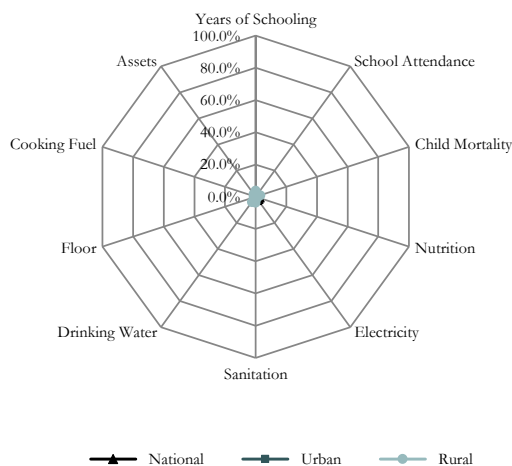 Years of Schooling
100.0%
Assets
School Attendance
80.0%
60.0%
40.0%
Cooking Fuel
Child Mortality
20.0%
0.0%
Floor
Nutrition
Drinking Water
Electricity
Sanitation
National Urban Rural